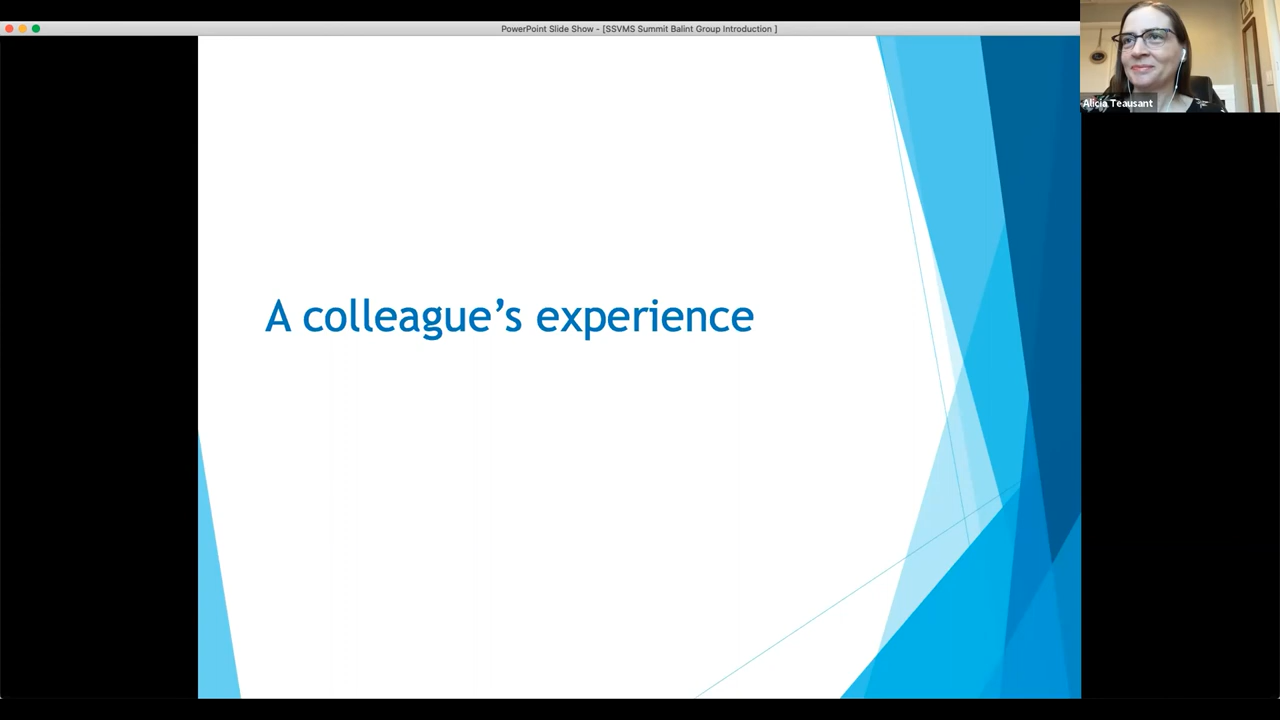 PowerPoint Slide Show - [SSVMS Summit Balint Group Introduction ]
Alicia Teausant
A colleague’s experience